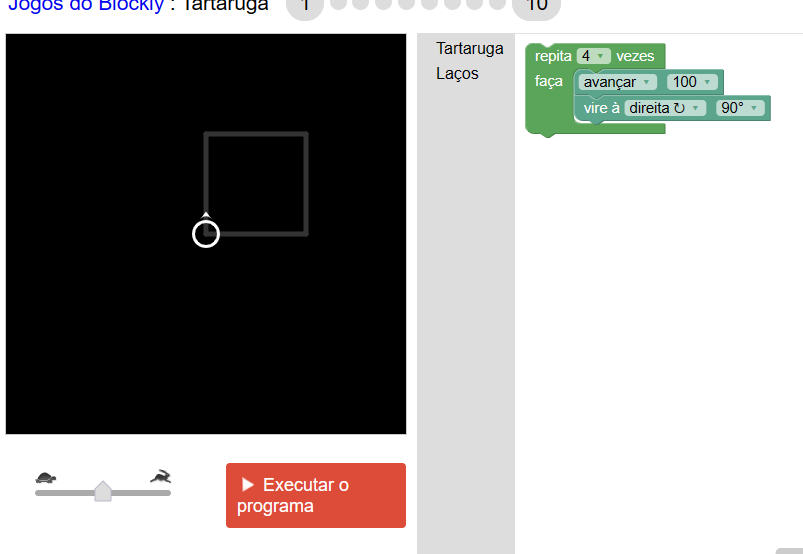 Jogos do Blockly : Tartaruga 1 10
Tartaruga
Laços
repita 4 vezes
faça avançar 100
vire à direita ↻ 90°
Executar o
programa